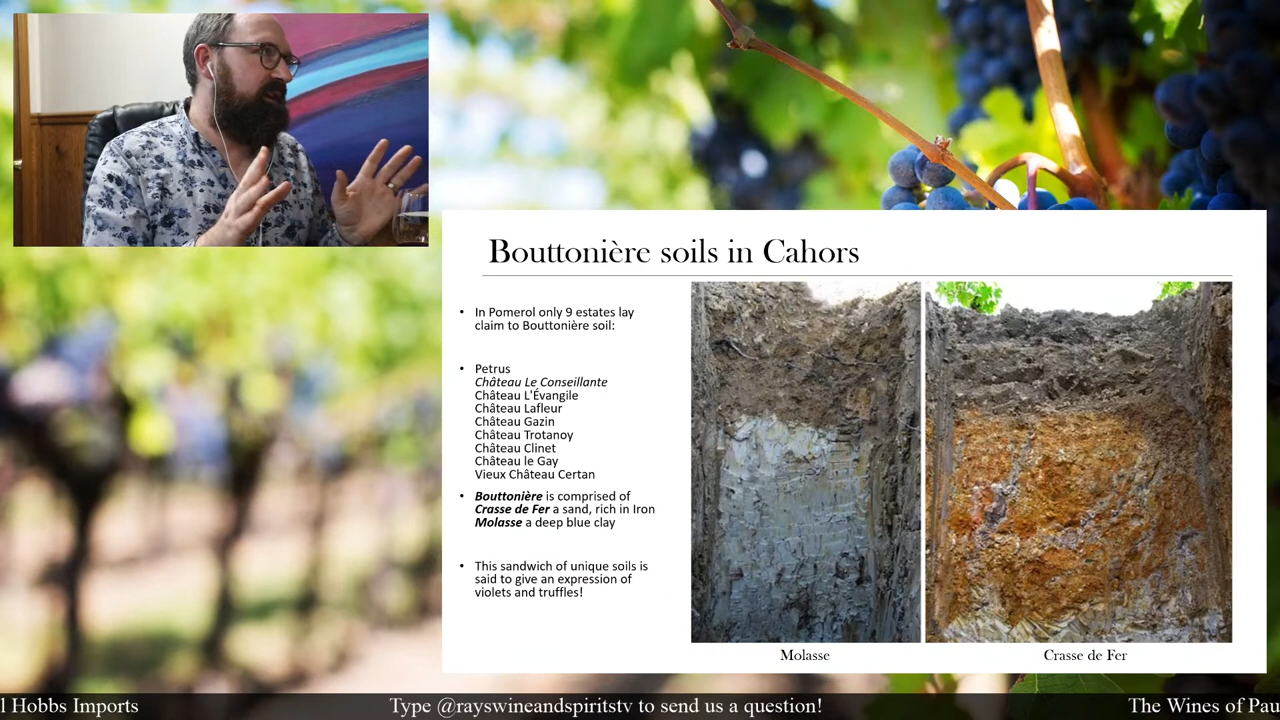 Bouttonière soils in Cahors
In Pomerol only 9 estates lay
claim to Bouttonière soil:
Petrus
Château Le Conseillante
Château L'Évangile
Château Lafleur
Château Gazin
Château Trotanoy
Château Clinet
Château le Gay
Vieux Château Certan
Bouttonière is comprised of
Crasse de Fer a sand, rich in Iron
Molasse a deep blue clay
This sandwich of unique soils is
said to give an expression of
violets and truffles!
Molasse
Crasse de Fer
l Hobbs Imports
Type @rayswineandspiritstv to send us a question!
The Wines of Pau